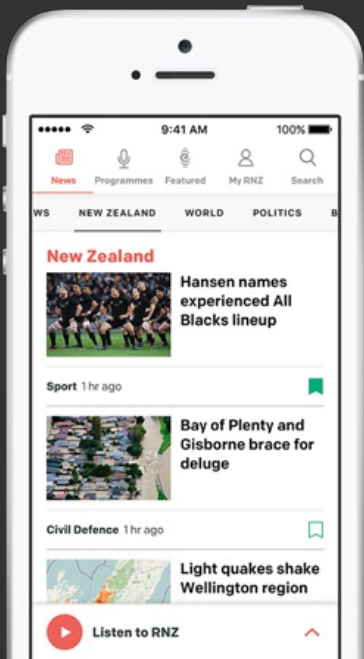 9:41 AM 100%
News Programmes Featured My RNZ Search
WS NEW ZEALAND WORLD POLITICS B
New Zealand
Hansen names
experienced All
Blacks lineup
Sport 1 hr ago
Bay of Plenty and
Gisborne brace for
deluge
Civil Defence 1 hr ago
Light quakes shake
Wellington region
Listen to RNZ